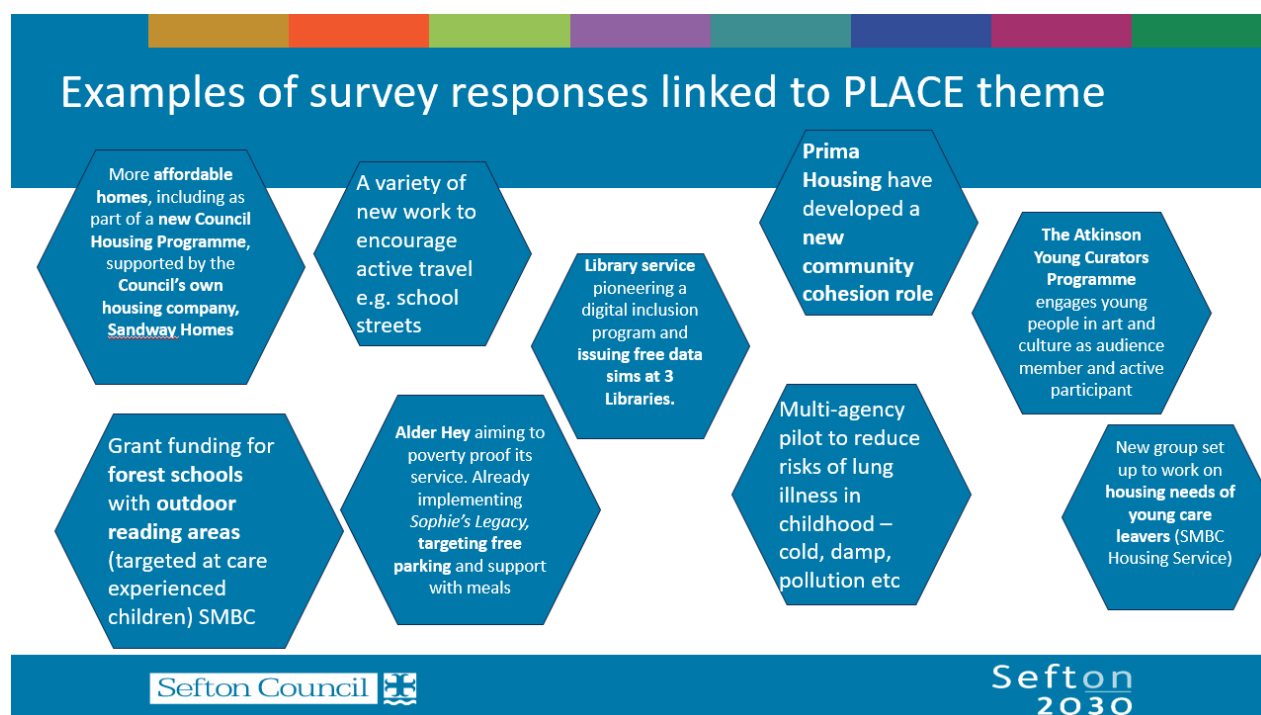 Examples of survey responses linked to PLACE theme
More affordable
homes, including as
part of a new Council
Housing Programme,
supported by the
Council's own
housing company,
Sandway Homes
A variety of
new work to
encourage
active travel
e.g. school
streets
Library service
pioneering a
digital inclusion
program and
issuing free data
sims at 3
Libraries.
Prima
Housing have
developed a
new
community
cohesion role
The Atkinson
Young Curators
Programme
engages young
people in art and
culture as audience
member and active
participant
Grant funding for
forest schools
with outdoor
reading areas
(targeted at care
experienced
children) SMBC
Alder Hey aiming to
poverty proof its
service. Already
implementing
Sophie's Legacy,
targeting free
parking and support
with meals
Multi-agency
pilot to reduce
risks of lung
illness in
childhood –
cold, damp,
pollution etc
New group set
up to work on
housing needs of
young care
leavers (SMBC
Housing Service)
Sefton Council
Sefton
2030